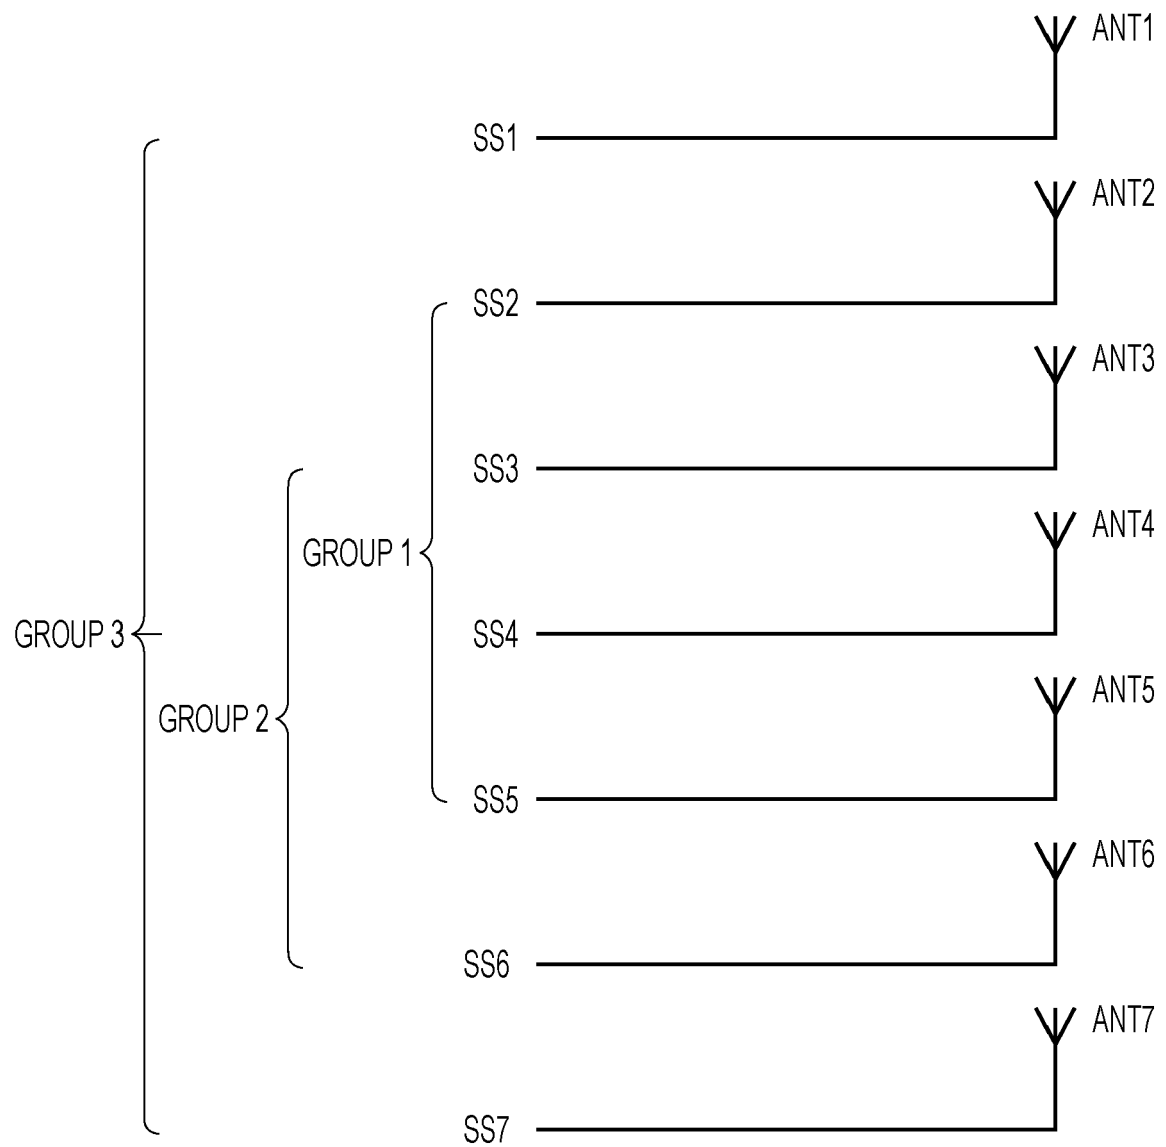 ANT1
SS1
ANT2
SS2
ANT3
SS3
ANT4
GROUP 1
SS4
GROUP 3
ANT5
GROUP 2
SS5
ANT6
SS6
ANT7
SS7